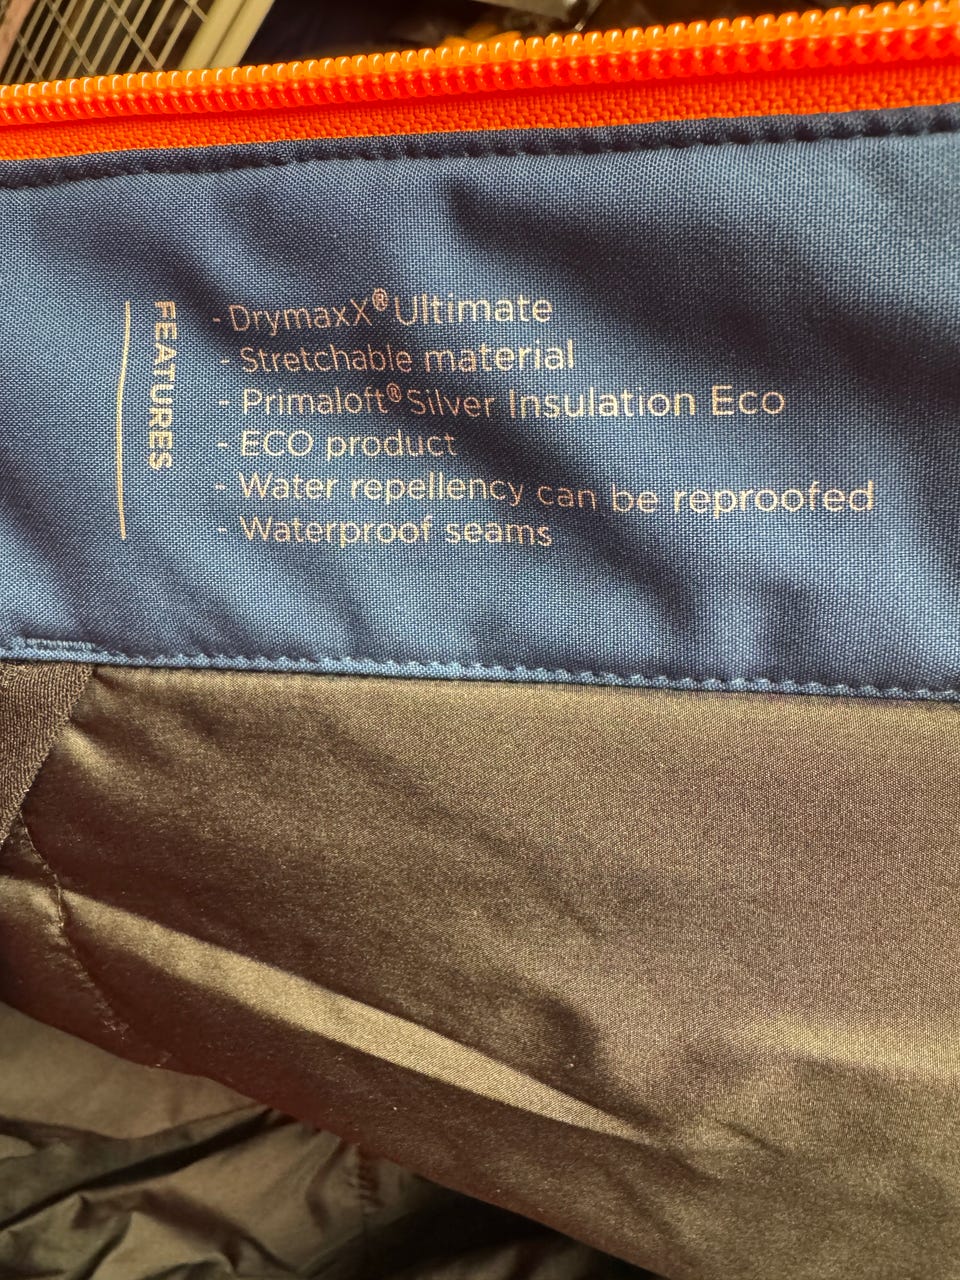 FEATURES
- DrymaxX® Ultimate
- Stretchable material
- Primaloft® Silver Insulation Eco
- ECO product
- Water repellency can be reproofed
- Waterproof seams